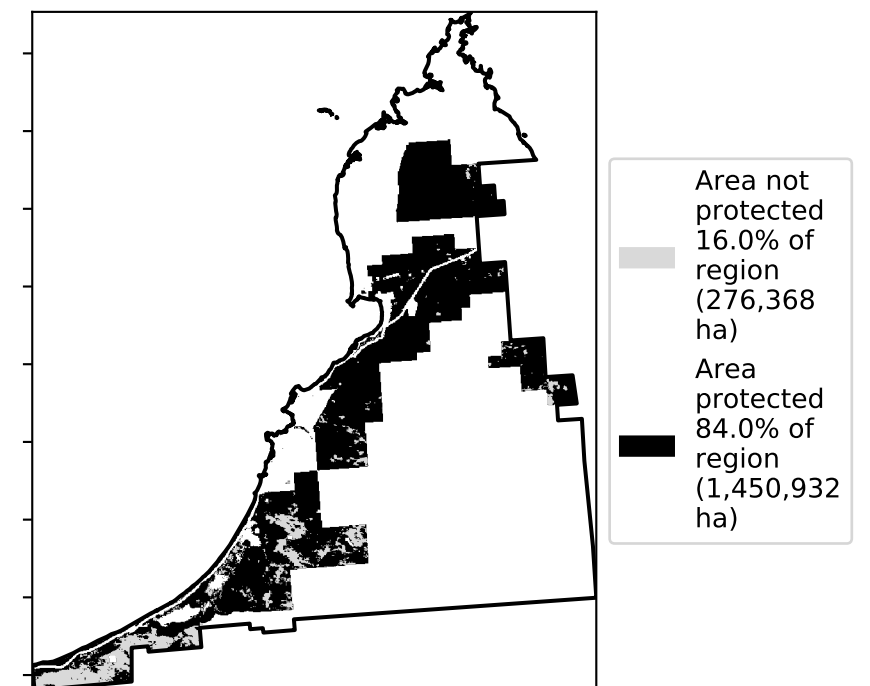 Area not
protected
16.0% of
region
(276,368
ha)
Area
protected
84.0% of
region
(1,450,932
ha)